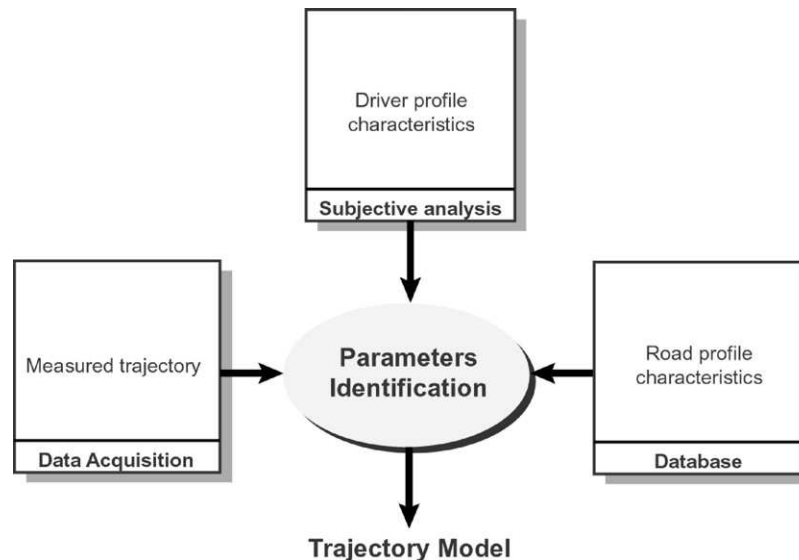 Driver profile
characteristics
Subjective analysis
Measured trajectory
Data Acquisition
Parameters
Identification
Road profile
characteristics
Database
Trajectory Model